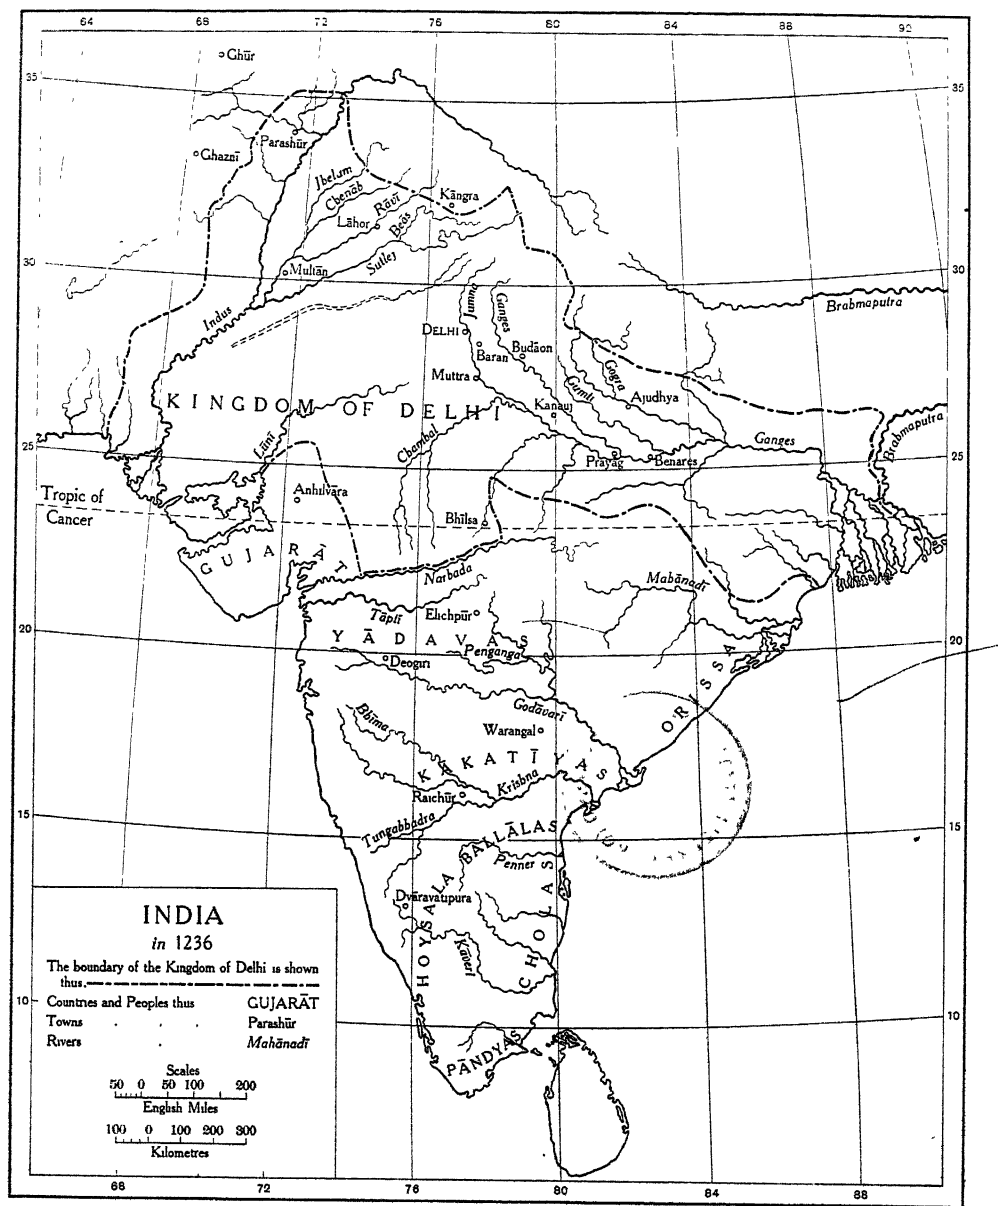 64 68 72 76 80 84 88 92
Ghūr
35 35
Parashūr
Ghaznī
Jhelum
Chenāb
Rāvī
Kāngra
Lāhor
Beās
Multān
Sutlej
30 30
Indus
Brahmaputra
Jumna
Ganges
DELHI
Baran
Budāon
Muttra
Gogra
Gumti
Ajudhya
KINGDOM OF DELHI
Kanauj
Chambal
Ganges
Brahmaputra
Lūnī
25 25
Prayāg
Benares
Tropic of
Cancer
Anhilvāra
Bhīlsa
GUJARĀT
Narbada
Mahānadī
Tāptī
Elichpūr
20 20
YĀDAVAS
Penganga
Deogiri
ORISSA
Godāvarī
Bhīma
Warangal
KĀKATĪYAS
Krishna
Raichūr
15 15
Tungabhadra
HOYSALA BALLĀLAS
Penner
Dvāravatīpura
CHOLAS
Kāverī
10 10
PĀNDYAS
INDIA
in 1236
The boundary of the Kingdom of Delhi is shown
thus.
Countries and Peoples thus GUJARĀT
Towns . . . Parashūr
Rivers . Mahānadī
Scales
50 0 50 100 200
English Miles
100 0 100 200 300
Kilometres
68 72 76 80 84 88